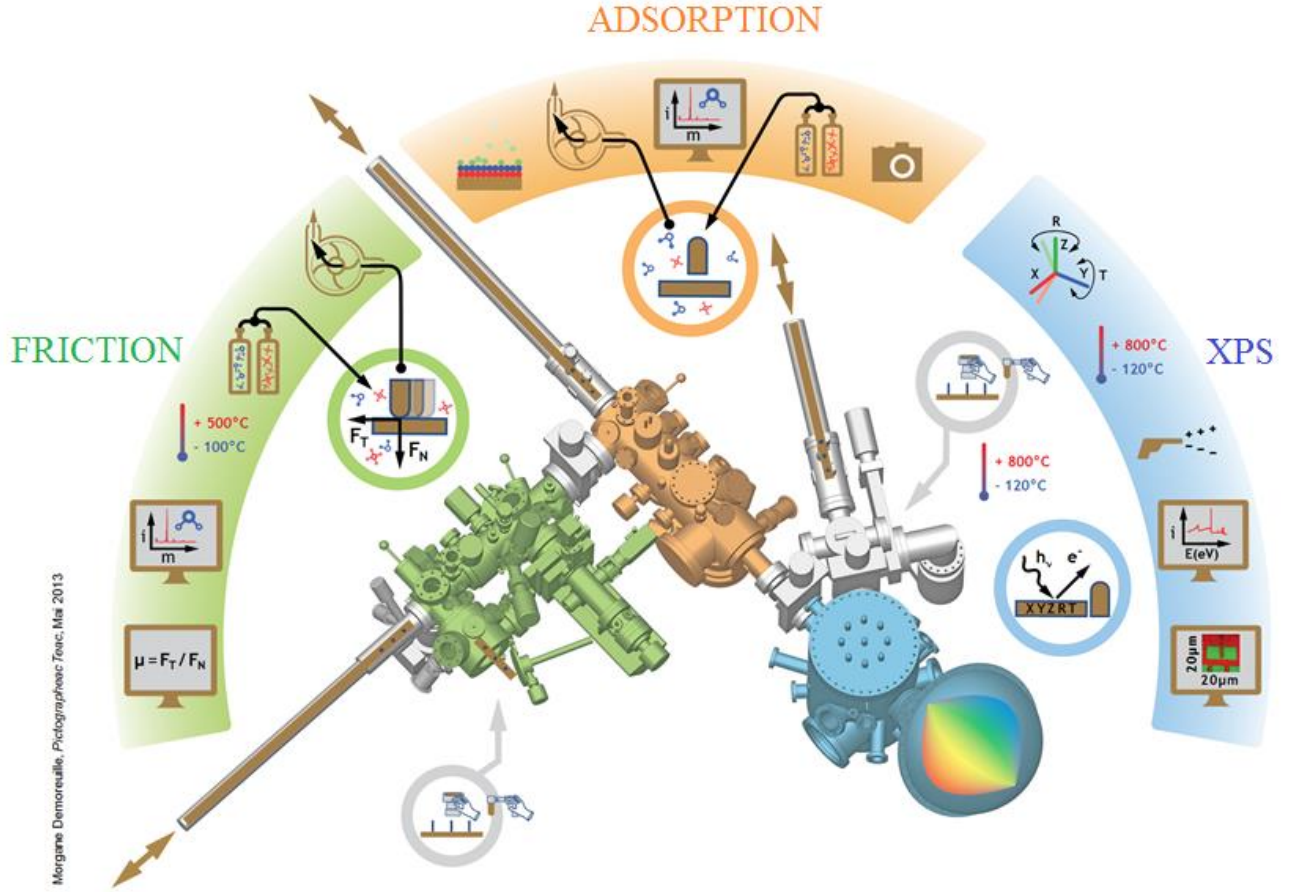 ADSORPTION
i
m
FRICTION
+ 500°C
- 100°C
F_T
F_N
i
m
µ = F_T / F_N
R
Z
X
Y
T
XPS
+ 800°C
- 120°C
+ 800°C
- 120°C
+ + +
- - -
i
E(eV)
hν
e-
XYZRT
20µm
20µm
Morgane Demoreuille, Pictographeac Teac, Mai 2013